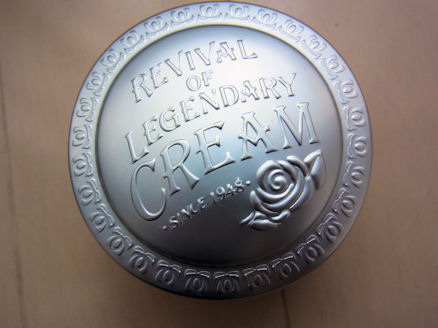 REVIVAL
OF
LEGENDARY
CREAM
·SINCE 1948·